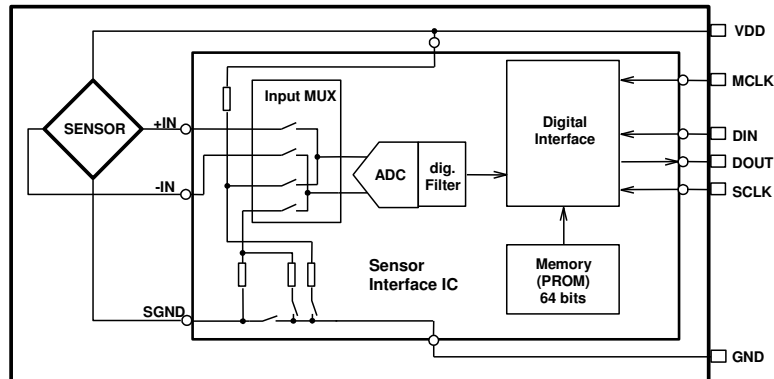 VDD
Input MUX
MCLK
+IN
SENSOR
Digital
Interface
DIN
DOUT
ADC
dig.
Filter
-IN
SCLK
Sensor
Interface IC
Memory
(PROM)
64 bits
SGND
GND